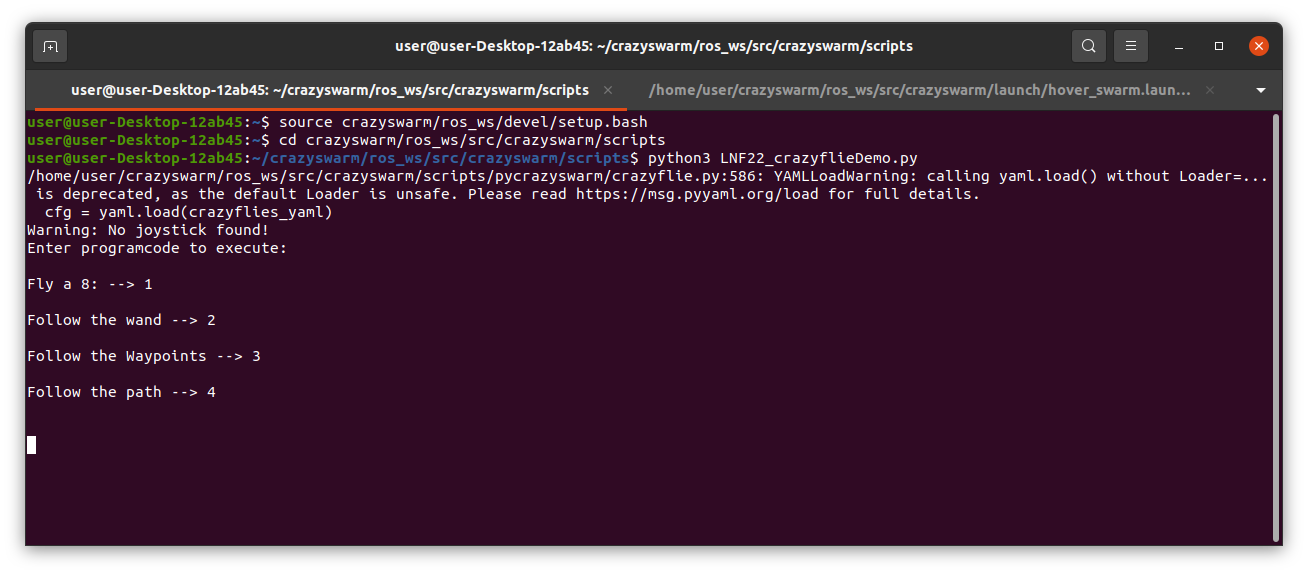 user@user-Desktop-12ab45: ~/crazyswarm/ros_ws/src/crazyswarm/scripts
user@user-Desktop-12ab45: ~/crazyswarm/ros_ws/src/crazyswarm/scripts
/home/user/crazyswarm/ros_ws/src/crazyswarm/launch/hover_swarm.laun...
user@user-Desktop-12ab45:~$ source crazyswarm/ros_ws/devel/setup.bash
user@user-Desktop-12ab45:~$ cd crazyswarm/ros_ws/src/crazyswarm/scripts
user@user-Desktop-12ab45:~/crazyswarm/ros_ws/src/crazyswarm/scripts$ python3 LNF22_crazyflieDemo.py
/home/user/crazyswarm/ros_ws/src/crazyswarm/scripts/pycrazyswarm/crazyflie.py:586: YAMLLoadWarning: calling yaml.load() without Loader=...
 is deprecated, as the default Loader is unsafe. Please read https://msg.pyyaml.org/load for full details.
  cfg = yaml.load(crazyflies_yaml)
Warning: No joystick found!
Enter programcode to execute:
Fly a 8: --> 1
Follow the wand --> 2
Follow the Waypoints --> 3
Follow the path --> 4